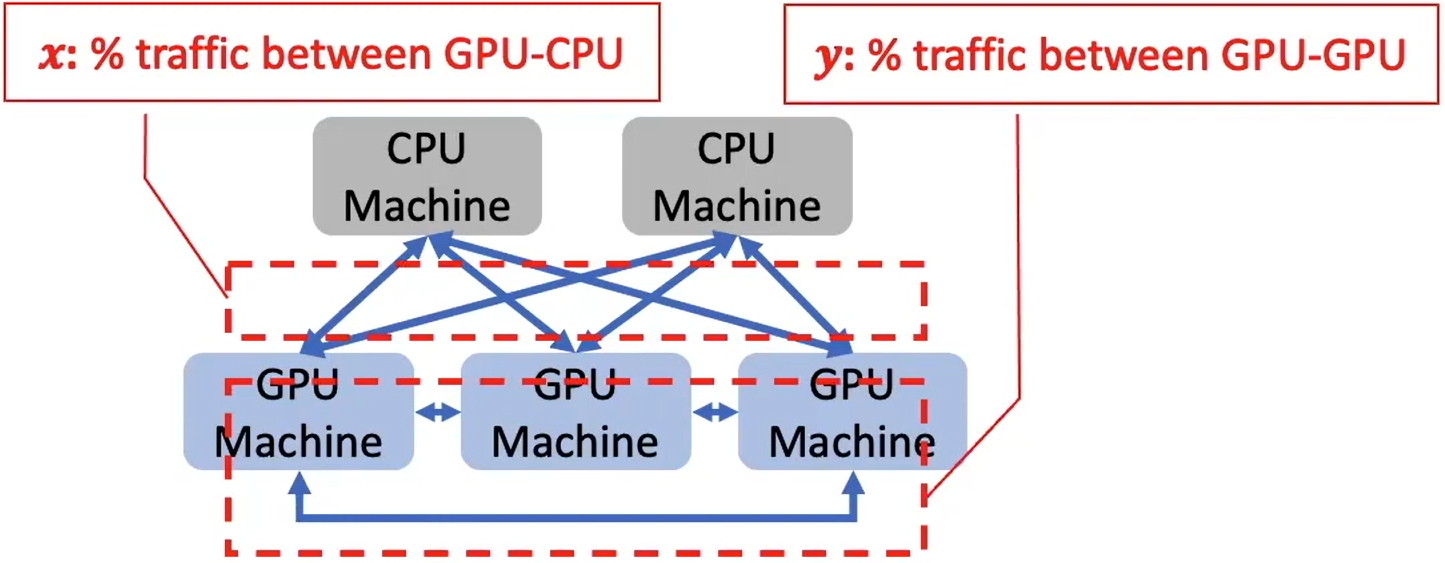 x: % traffic between GPU-CPU
y: % traffic between GPU-GPU
CPU
Machine
CPU
Machine
GPU
Machine
GPU
Machine
GPU
Machine